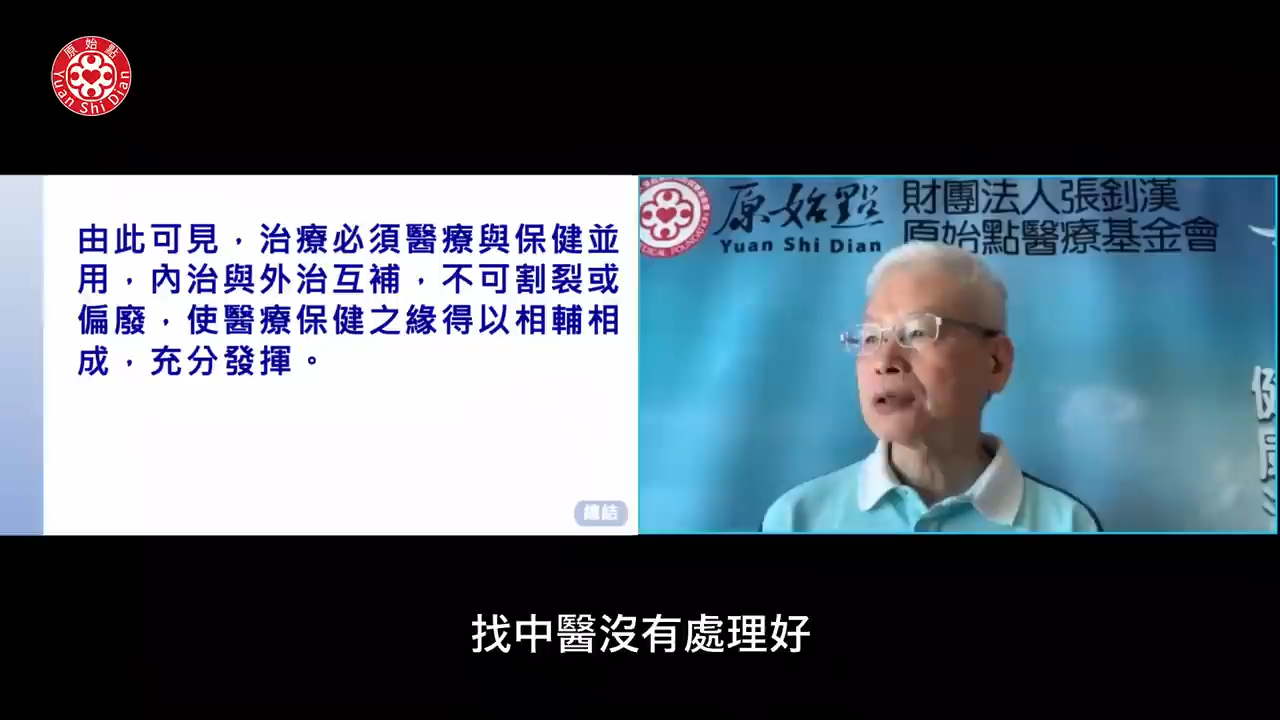 原始點
Yuan Shi Dian
由此可見，治療必須醫療與保健並
用，內治與外治互補，不可割裂或
偏廢，使醫療保健之緣得以相輔相
成，充分發揮。
總結
原始點
Yuan Shi Dian
財團法人張釗漢
原始點醫療基金會
健康
找中醫沒有處理好